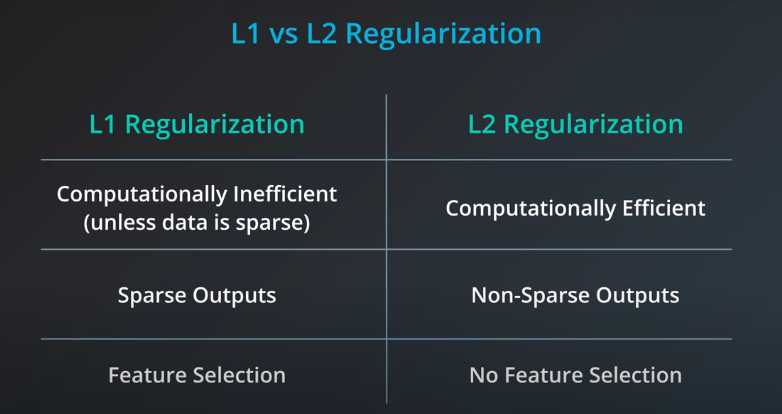 L1 vs L2 Regularization
L1 Regularization
L2 Regularization
Computationally Inefficient
(unless data is sparse)
Computationally Efficient
Sparse Outputs
Non-Sparse Outputs
Feature Selection
No Feature Selection